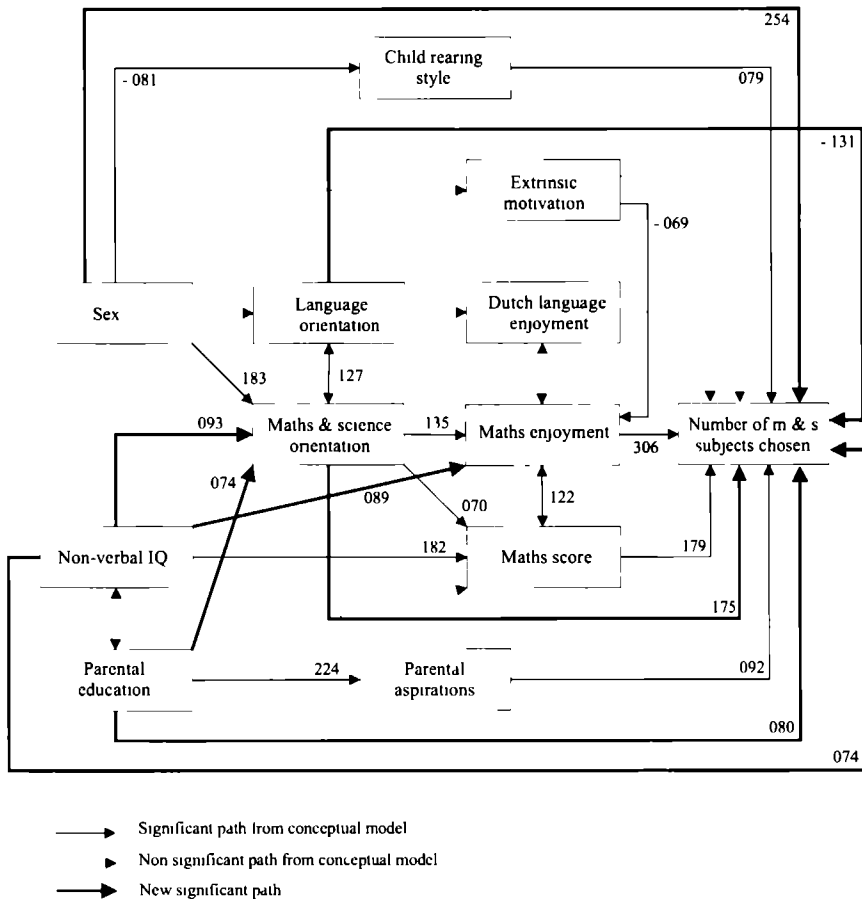 254
Child rearing
style
- 081
079
- 131
Extrinsic
motivation
- 069
Sex
Language
orientation
Dutch language
enjoyment
183
127
093
Maths & science
orientation
135
Maths enjoyment
306
Number of m & s
subjects chosen
074
089
070
122
Non-verbal IQ
182
Maths score
179
175
Parental
education
224
Parental
aspirations
092
080
074
Significant path from conceptual model
Non significant path from conceptual model
New significant path